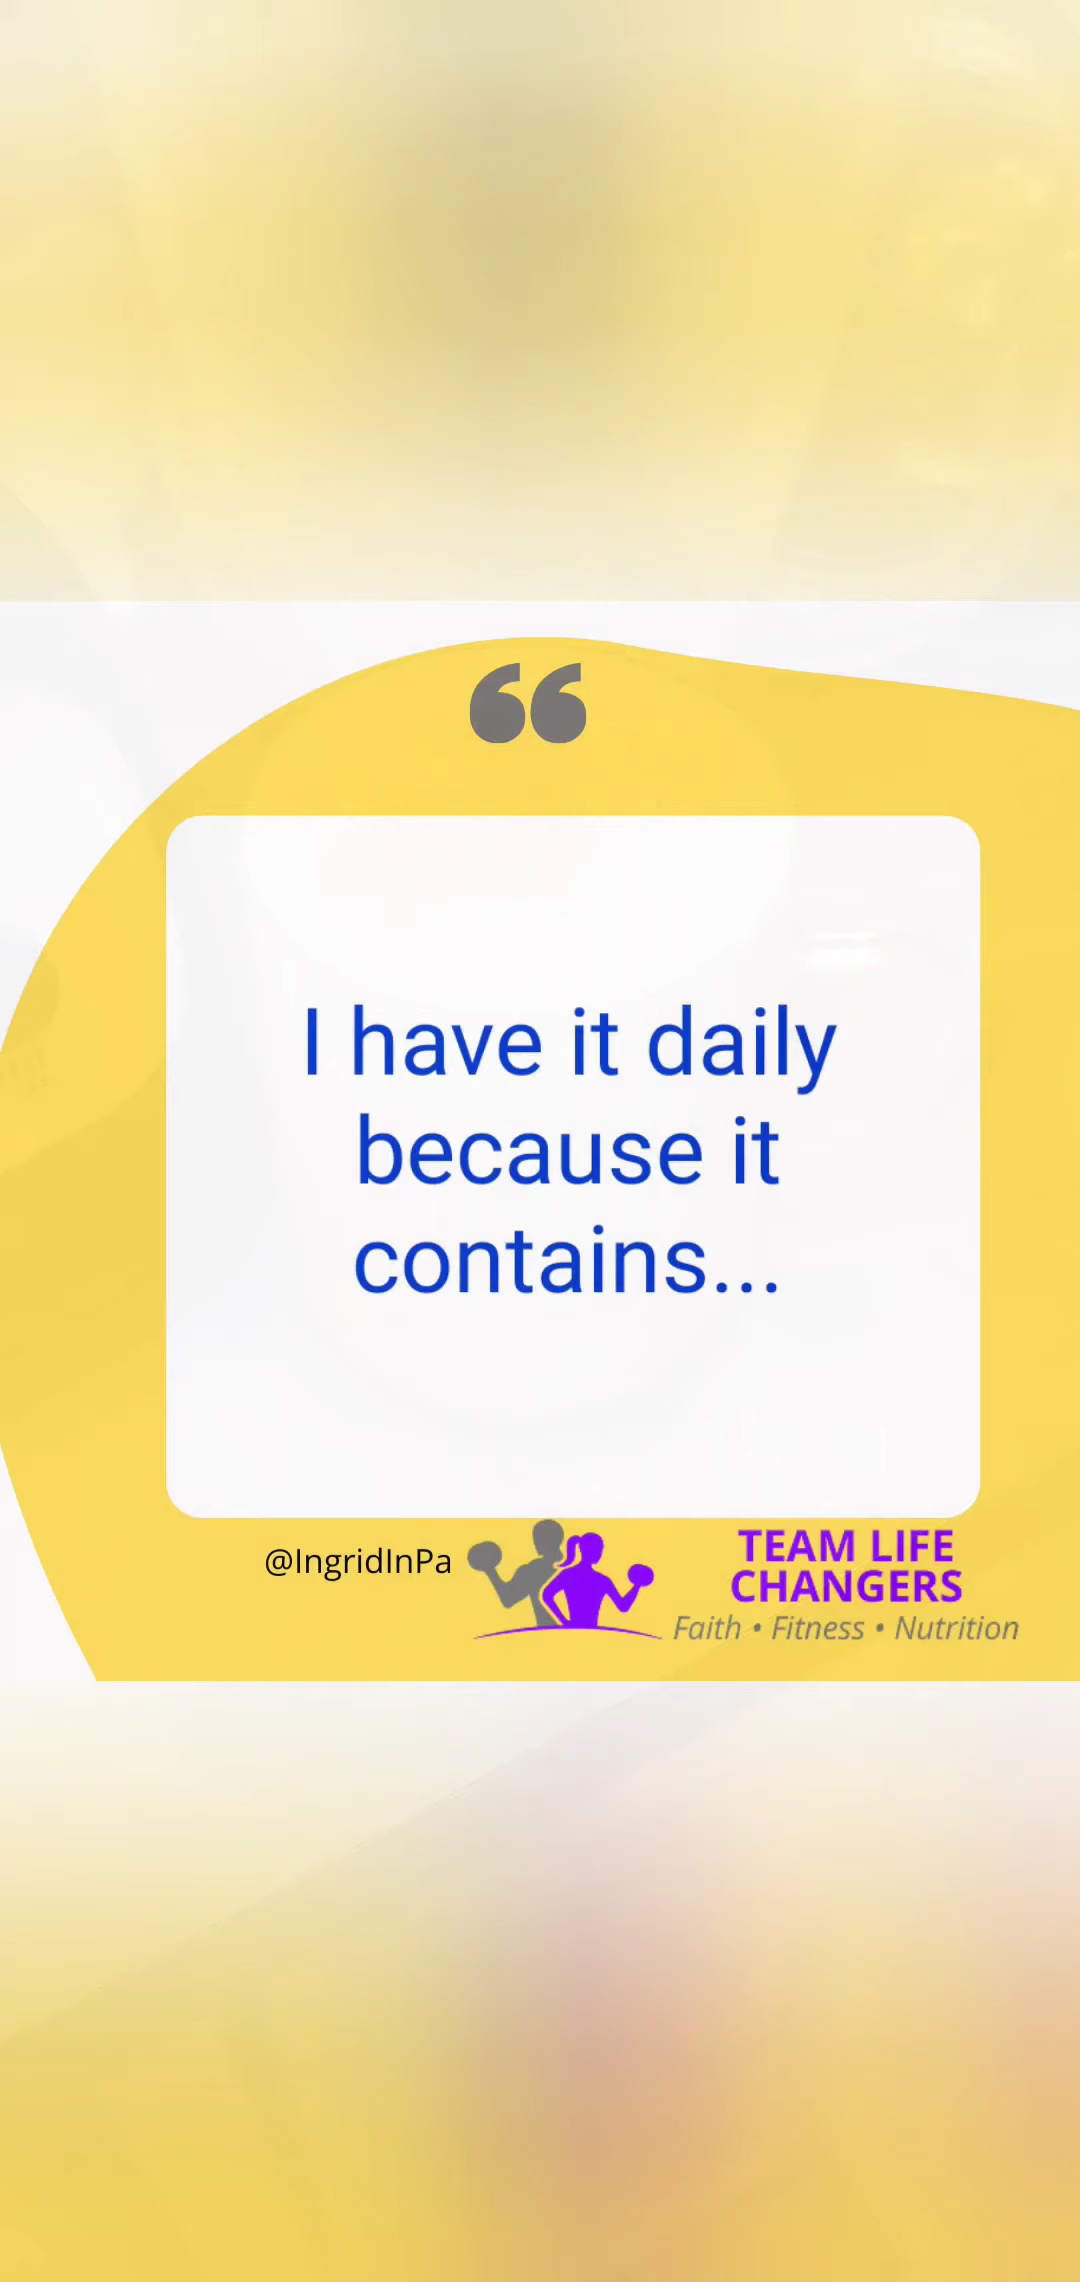 “
I have it daily
because it
contains...
@IngridInPa
TEAM LIFE
CHANGERS
Faith • Fitness • Nutrition